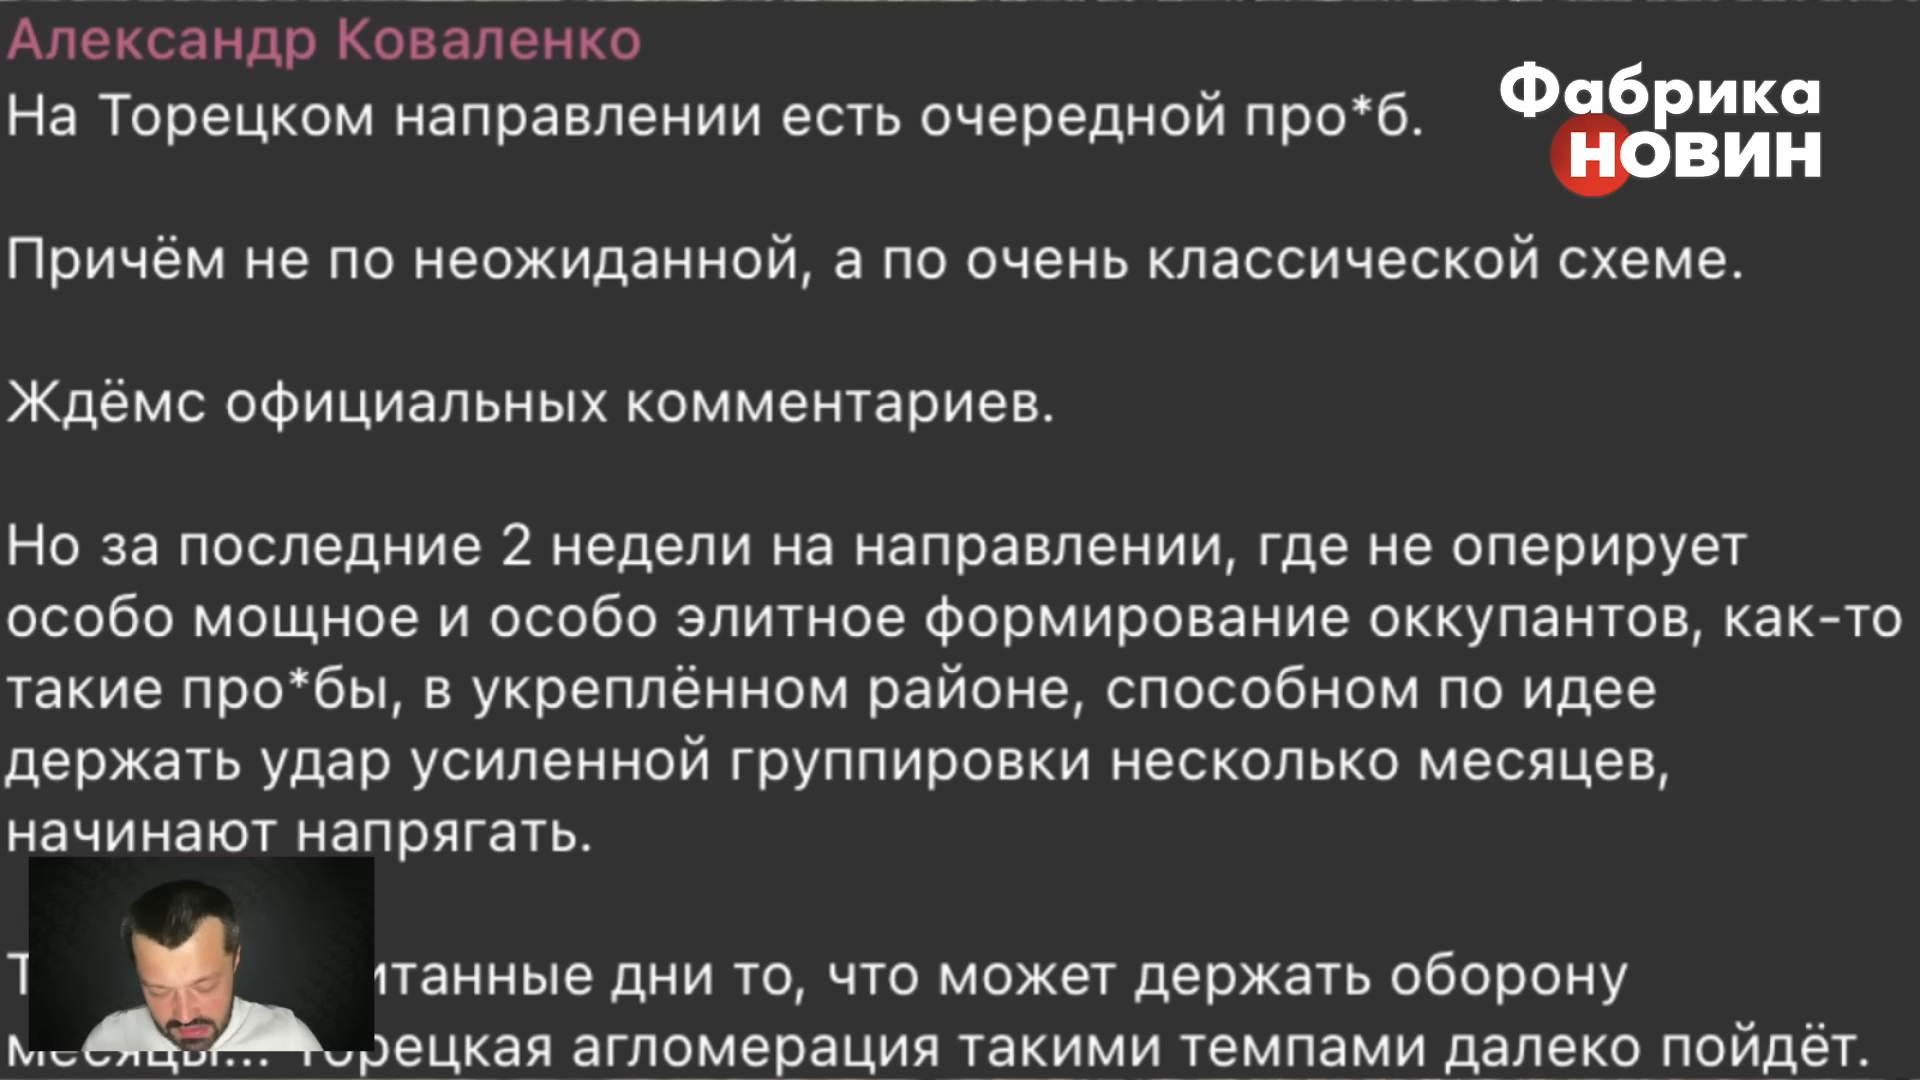 Александр Коваленко
На Торецком направлении есть очередной про*б.
Фабрика
новин
Причём не по неожиданной, а по очень классической схеме.
Ждёмс официальных комментариев.
Но за последние 2 недели на направлении, где не оперирует
особо мощное и особо элитное формирование оккупантов, как-то
такие про*бы, в укреплённом районе, способном по идее
держать удар усиленной группировки несколько месяцев,
начинают напрягать.
дни то, что может держать оборону
месяцы... Торецкая агломерация такими темпами далеко пойдёт.